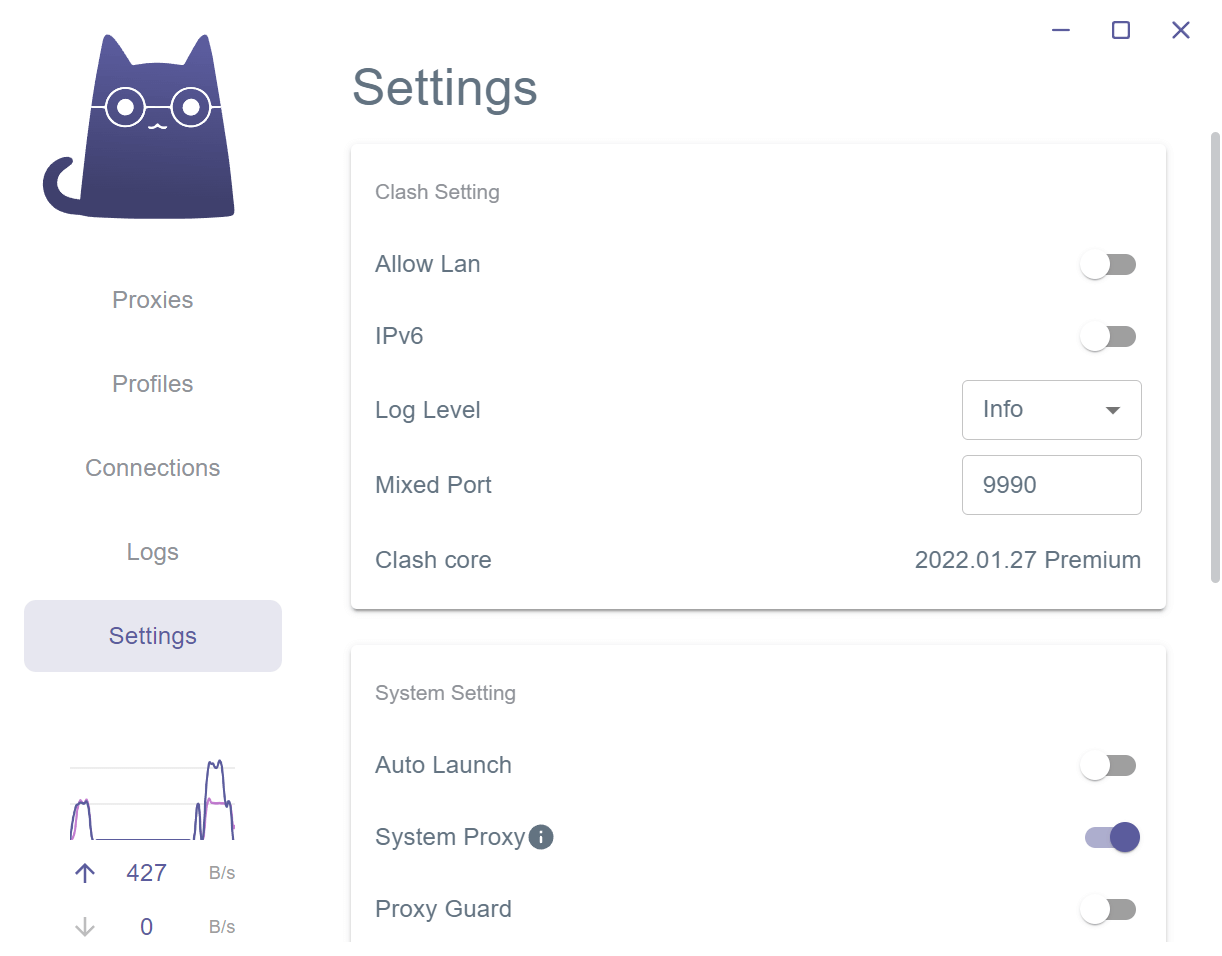 Proxies
Profiles
Connections
Logs
Settings
427 B/s
0 B/s
Settings
Clash Setting
Allow Lan
IPv6
Log Level Info
Mixed Port 9990
Clash core 2022.01.27 Premium
System Setting
Auto Launch
System Proxy
Proxy Guard